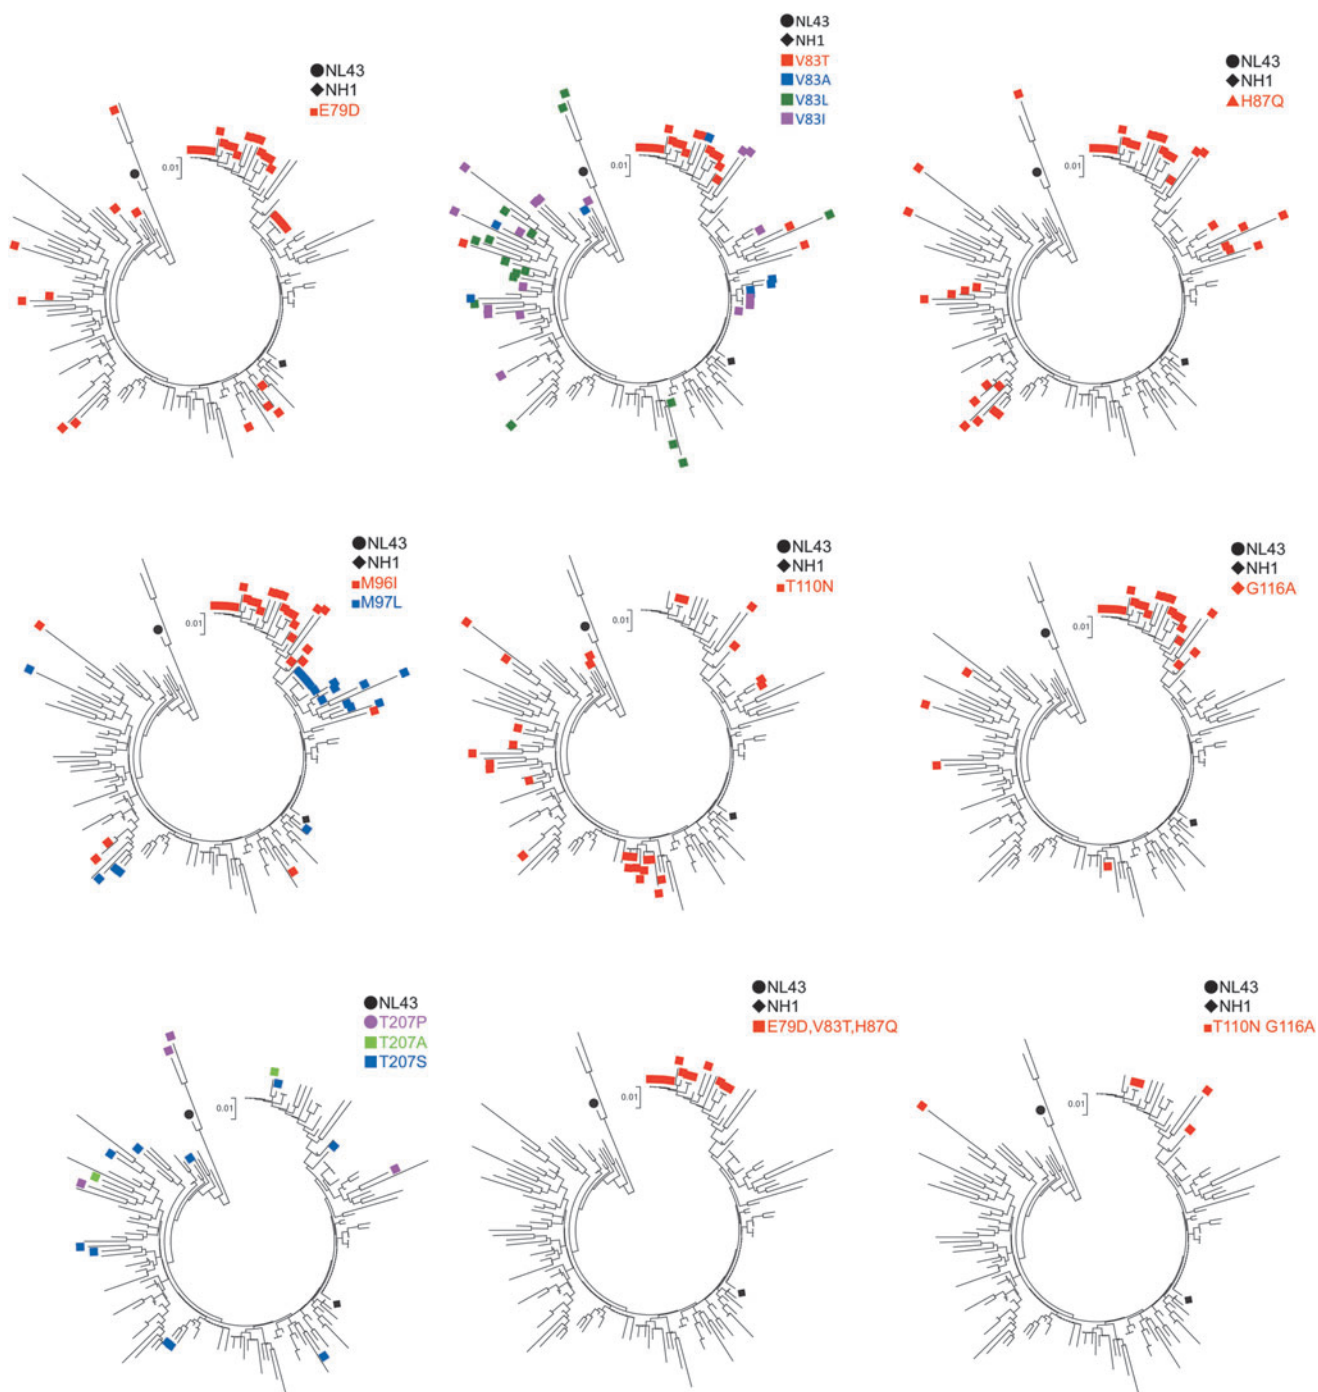 NL43
NH1
E79D
0.01
NL43
NH1
V83T
V83A
V83L
V83I
0.01
NL43
NH1
H87Q
0.01
NL43
NH1
M96I
M97L
0.01
NL43
NH1
T110N
0.01
NL43
NH1
G116A
0.01
NL43
T207P
T207A
T207S
0.01
NL43
NH1
E79D,V83T,H87Q
0.01
NL43
NH1
T110N G116A
0.01